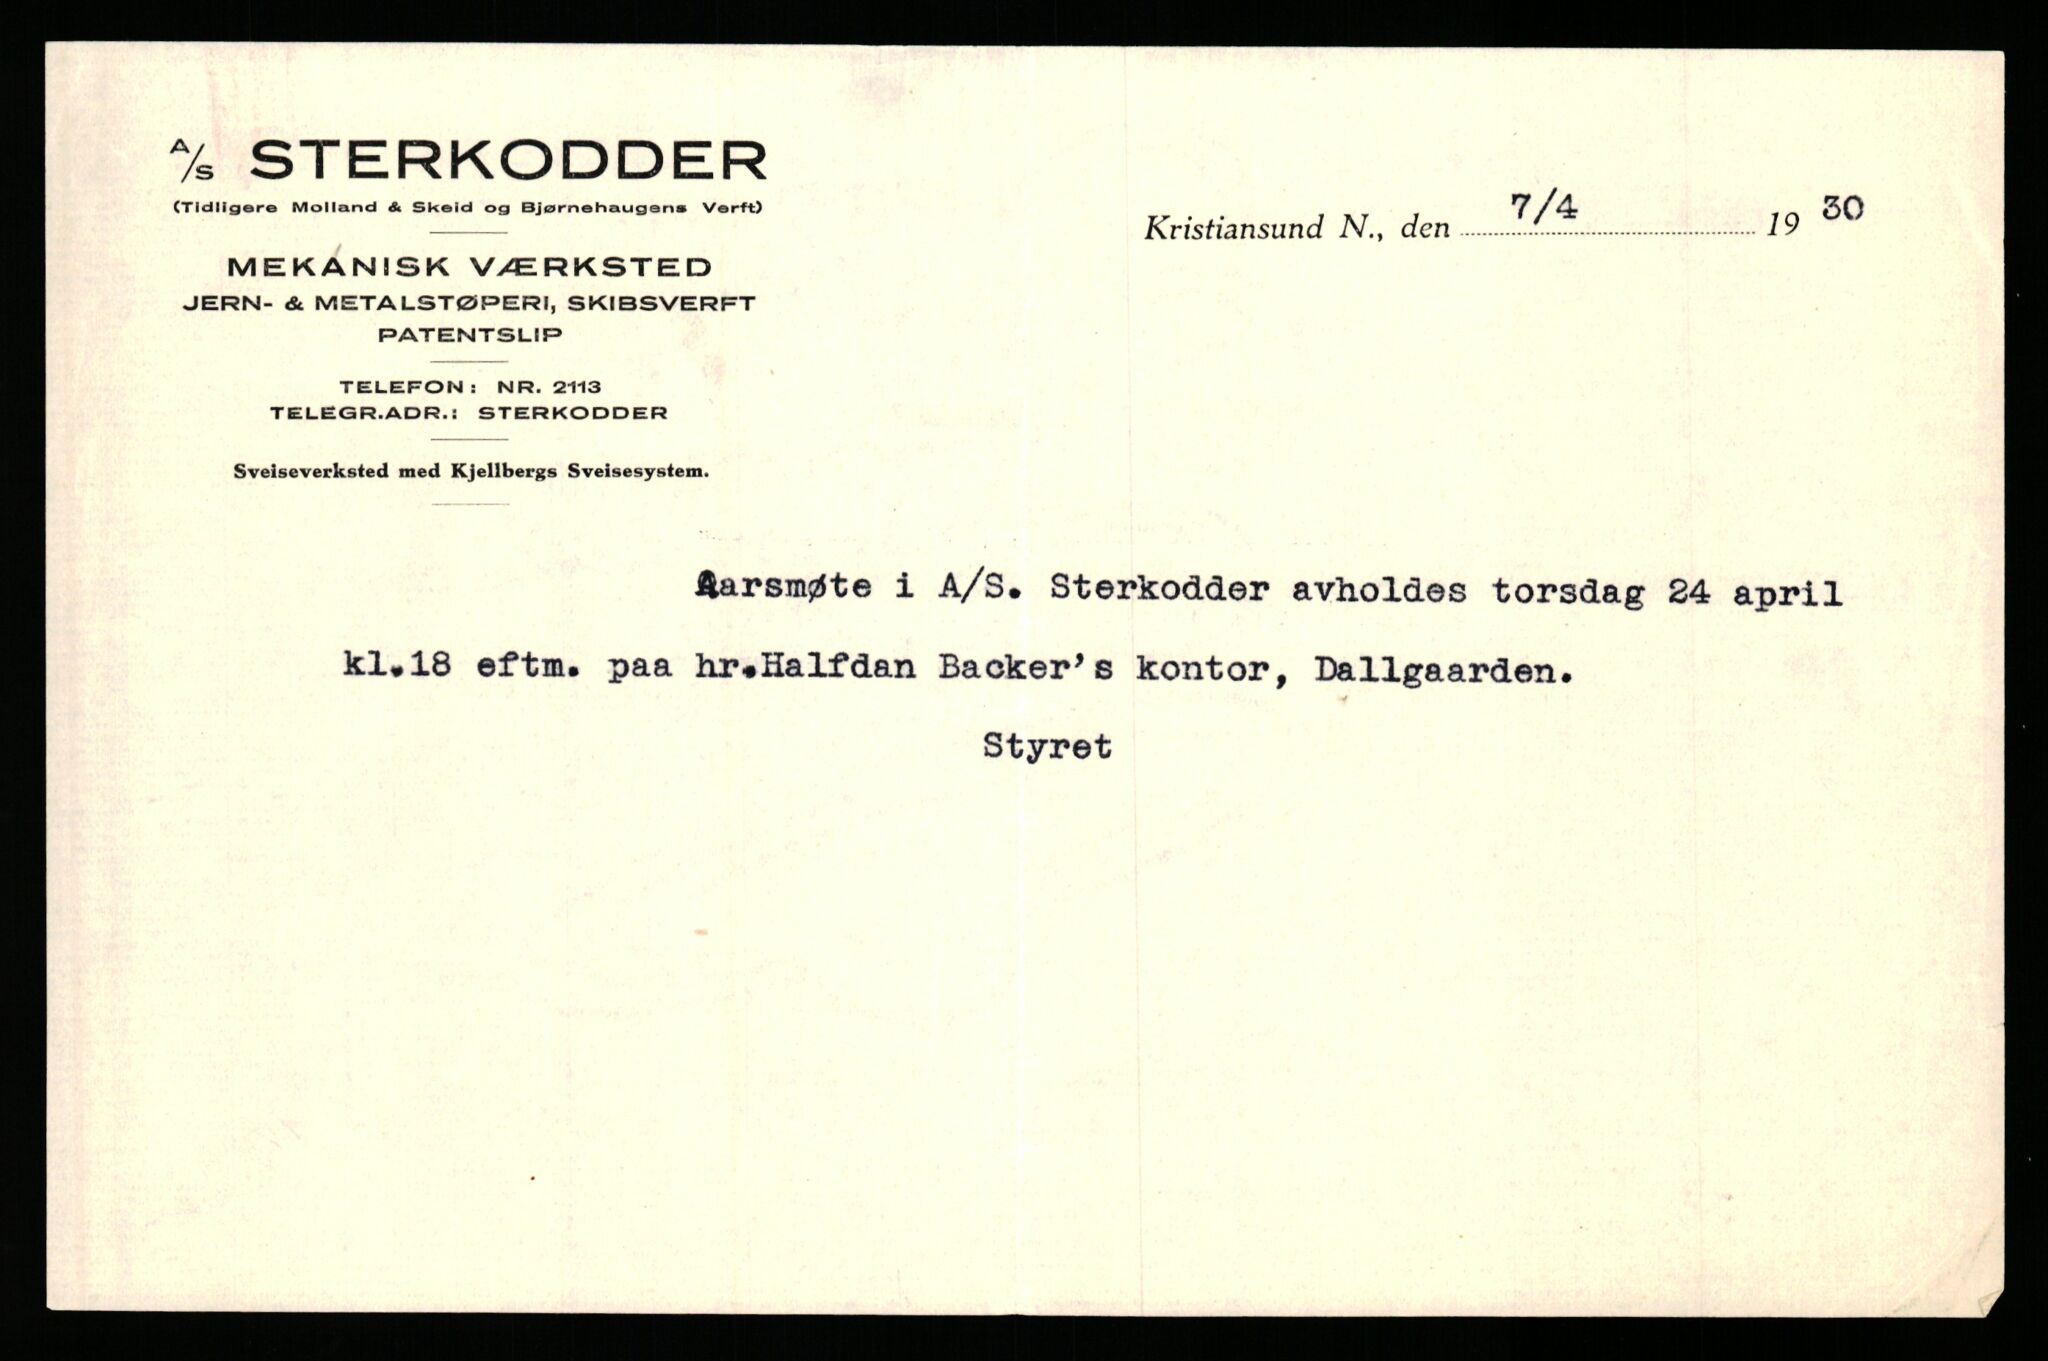 A/S STERKODDER
(Tidligere Molland & Skeid og Bjørnehaugens Verft)
MEKANISK VÆRKSTED
JERN- & METALSTØPERI, SKIBSVERFT
PATENTSLIP
TELEFON: NR. 2113
TELEGR.ADR.: STERKODDER
Sveiseverksted med Kjellbergs Sveisesystem.
Kristiansund N., den 7/4 19 30
Aarsmøte i A/S. Sterkodder avholdes torsdag 24 april
kl.18 eftm. paa hr.Halfdan Backer's kontor, Dallgaarden.
Styret